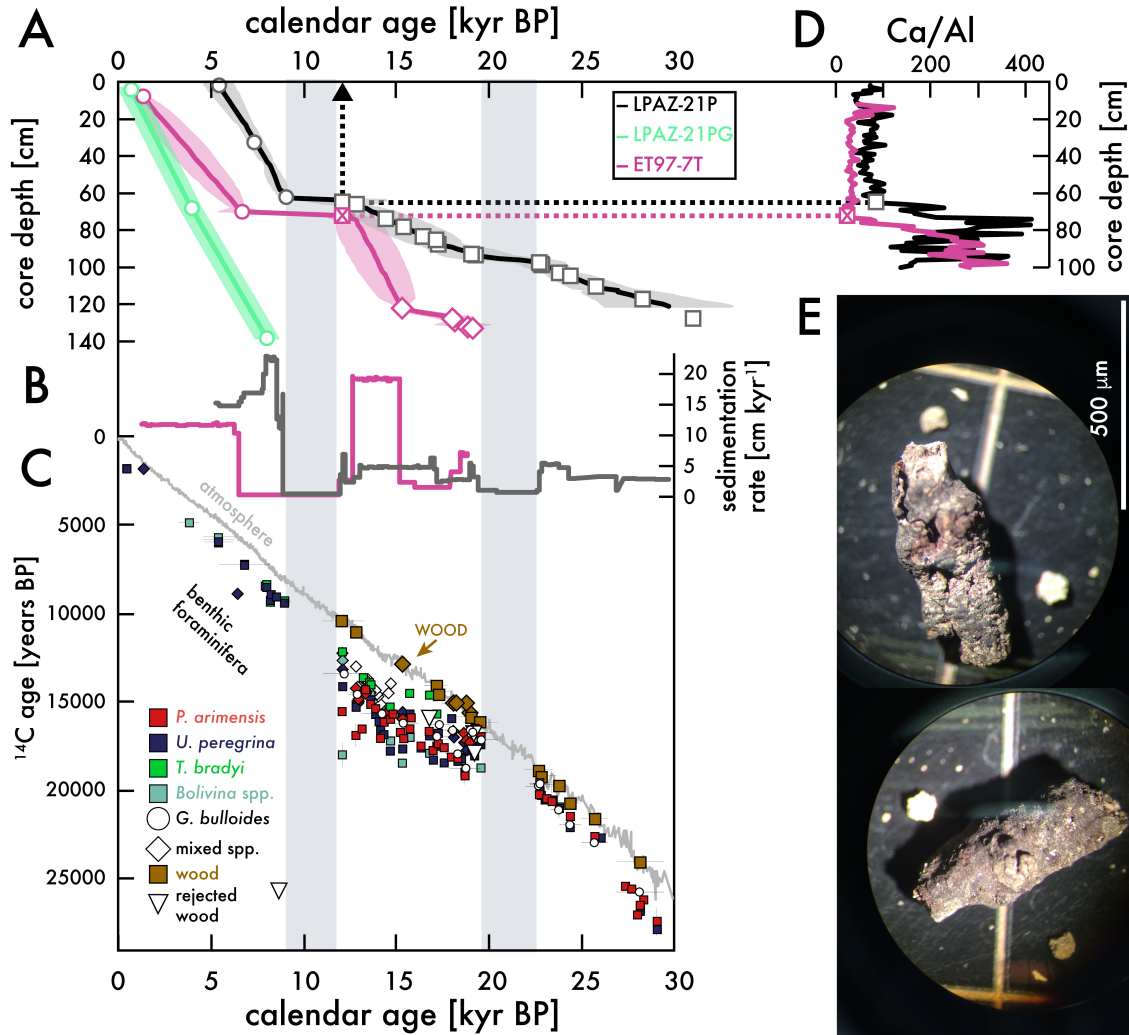 A
calendar age [kyr BP]
0 5 10 15 20 25 30
core depth [cm]
0
20
40
60
80
100
120
140
– LPAZ-21P
– LPAZ-21PG
– ET97-7T
D
Ca/Al
0 200 400
0
20
40
60
80
100
core depth [cm]
B
20
15
10
5
0
sedimentation
rate [cm kyr-1]
C
0
5000
10000
15000
20000
25000
14C age [years BP]
atmosphere
benthic
foraminifera
WOOD
P. arimensis
U. peregrina
T. bradyi
Bolivina spp.
G. bulloides
mixed spp.
wood
rejected
wood
0 5 10 15 20 25 30
calendar age [kyr BP]
E
500 µm